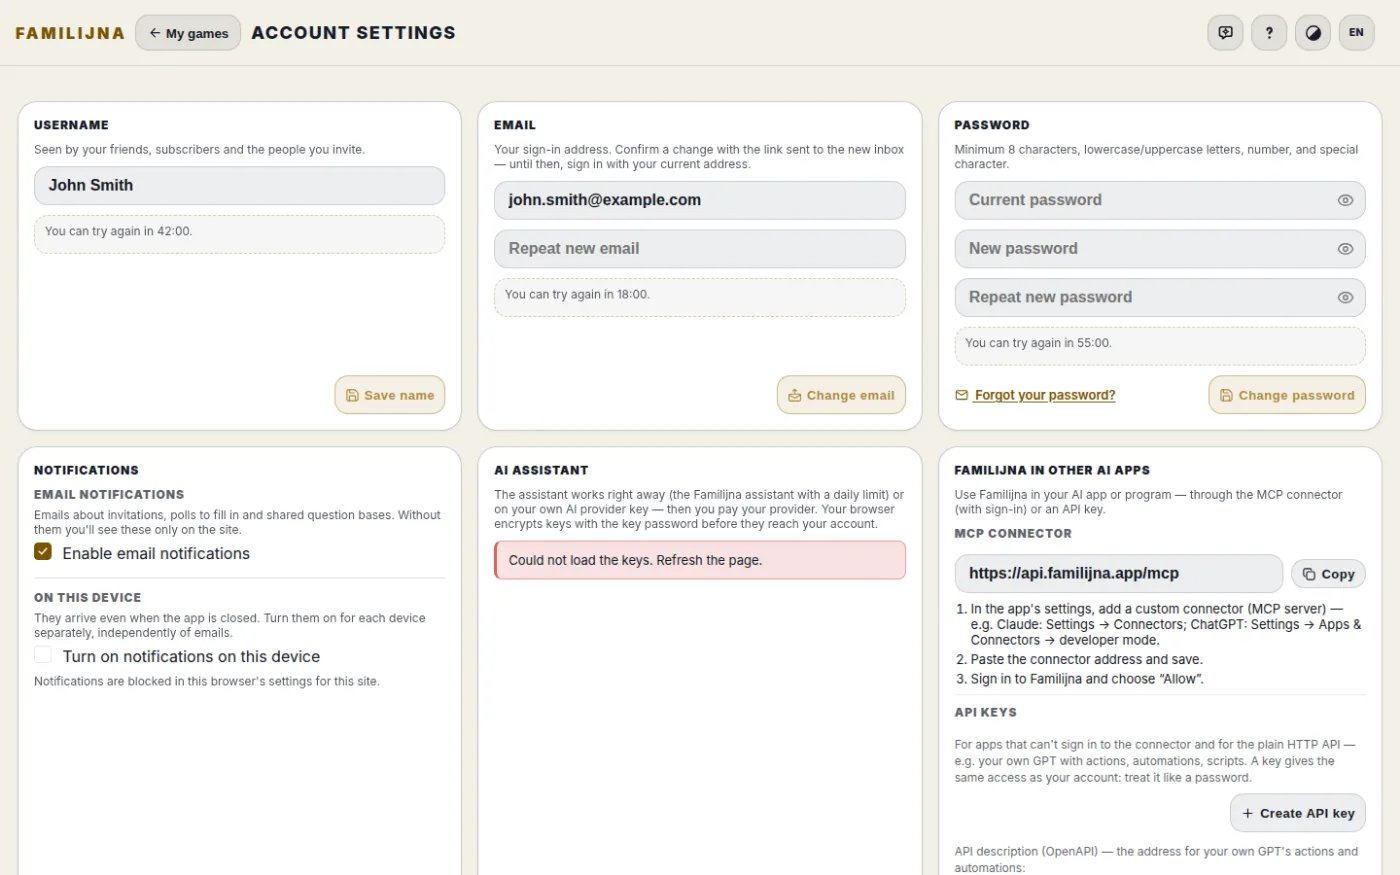 FAMILIJNA
← My games
ACCOUNT SETTINGS
?
EN
USERNAME
Seen by your friends, subscribers and the people you invite.
John Smith
You can try again in 42:00.
Save name
EMAIL
Your sign-in address. Confirm a change with the link sent to the new inbox
— until then, sign in with your current address.
john.smith@example.com
Repeat new email
You can try again in 18:00.
Change email
PASSWORD
Minimum 8 characters, lowercase/uppercase letters, number, and special
character.
Current password
New password
Repeat new password
You can try again in 55:00.
Forgot your password?
Change password
NOTIFICATIONS
EMAIL NOTIFICATIONS
Emails about invitations, polls to fill in and shared question bases. Without
them you'll see these only on the site.
Enable email notifications
ON THIS DEVICE
They arrive even when the app is closed. Turn them on for each device
separately, independently of emails.
Turn on notifications on this device
Notifications are blocked in this browser's settings for this site.
AI ASSISTANT
The assistant works right away (the Familijna assistant with a daily limit) or
on your own AI provider key — then you pay your provider. Your browser
encrypts keys with the key password before they reach your account.
Could not load the keys. Refresh the page.
FAMILIJNA IN OTHER AI APPS
Use Familijna in your AI app or program — through the MCP connector
(with sign-in) or an API key.
MCP CONNECTOR
https://api.familijna.app/mcp
Copy
1. In the app's settings, add a custom connector (MCP server) —
e.g. Claude: Settings → Connectors; ChatGPT: Settings → Apps &
Connectors → developer mode.
2. Paste the connector address and save.
3. Sign in to Familijna and choose “Allow”.
API KEYS
For apps that can't sign in to the connector and for the plain HTTP API —
e.g. your own GPT with actions, automations, scripts. A key gives the
same access as your account: treat it like a password.
+ Create API key
API description (OpenAPI) — the address for your own GPT's actions and
automations: